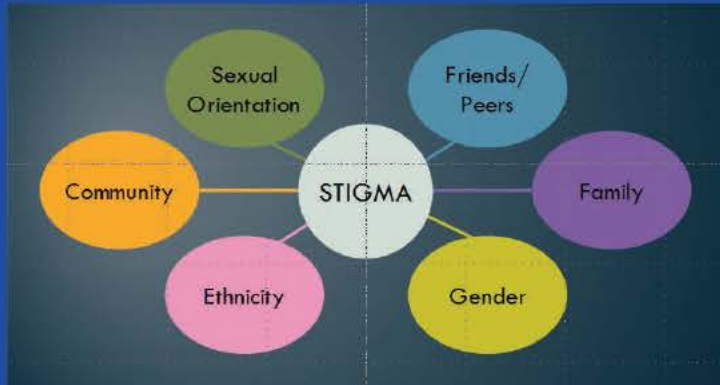 Sexual
Orientation
Friends/
Peers
Community
STIGMA
Family
Ethnicity
Gender